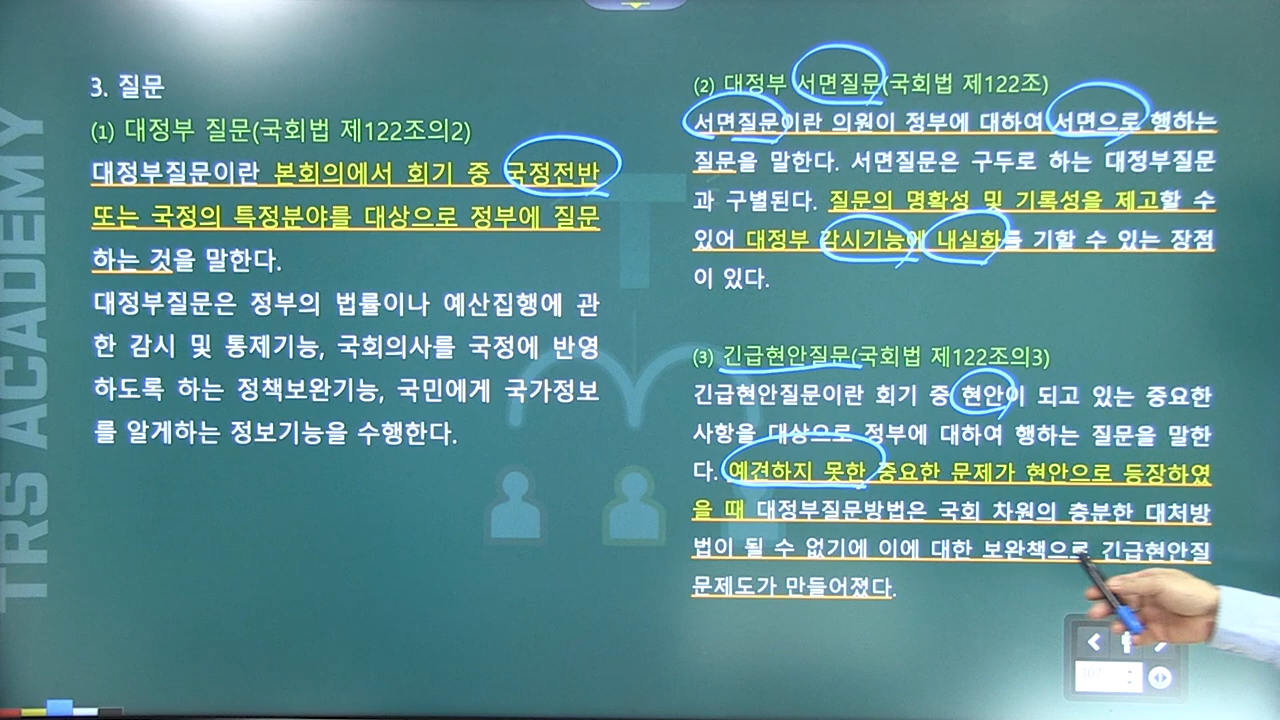 3. 질문
(1) 대정부 질문(국회법 제122조의2)
대정부질문이란 본회의에서 회기 중 국정전반
또는 국정의 특정분야를 대상으로 정부에 질문
하는 것을 말한다.
대정부질문은 정부의 법률이나 예산집행에 관
한 감시 및 통제기능, 국회의사를 국정에 반영
하도록 하는 정책보완기능, 국민에게 국가정보
를 알게하는 정보기능을 수행한다.
(2) 대정부 서면질문(국회법 제122조)
서면질문이란 의원이 정부에 대하여 서면으로 행하는
질문을 말한다. 서면질문은 구두로 하는 대정부질문
과 구별된다. 질문의 명확성 및 기록성을 제고할 수
있어 대정부 감시기능에 내실화를 기할 수 있는 장점
이 있다.
(3) 긴급현안질문(국회법 제122조의3)
긴급현안질문이란 회기 중 현안이 되고 있는 중요한
사항을 대상으로 정부에 대하여 행하는 질문을 말한
다. 예견하지 못한 중요한 문제가 현안으로 등장하였
을 때 대정부질문방법은 국회 차원의 충분한 대처방
법이 될 수 없기에 이에 대한 보완책으로 긴급현안질
문제도가 만들어졌다.
TRS ACADEMY